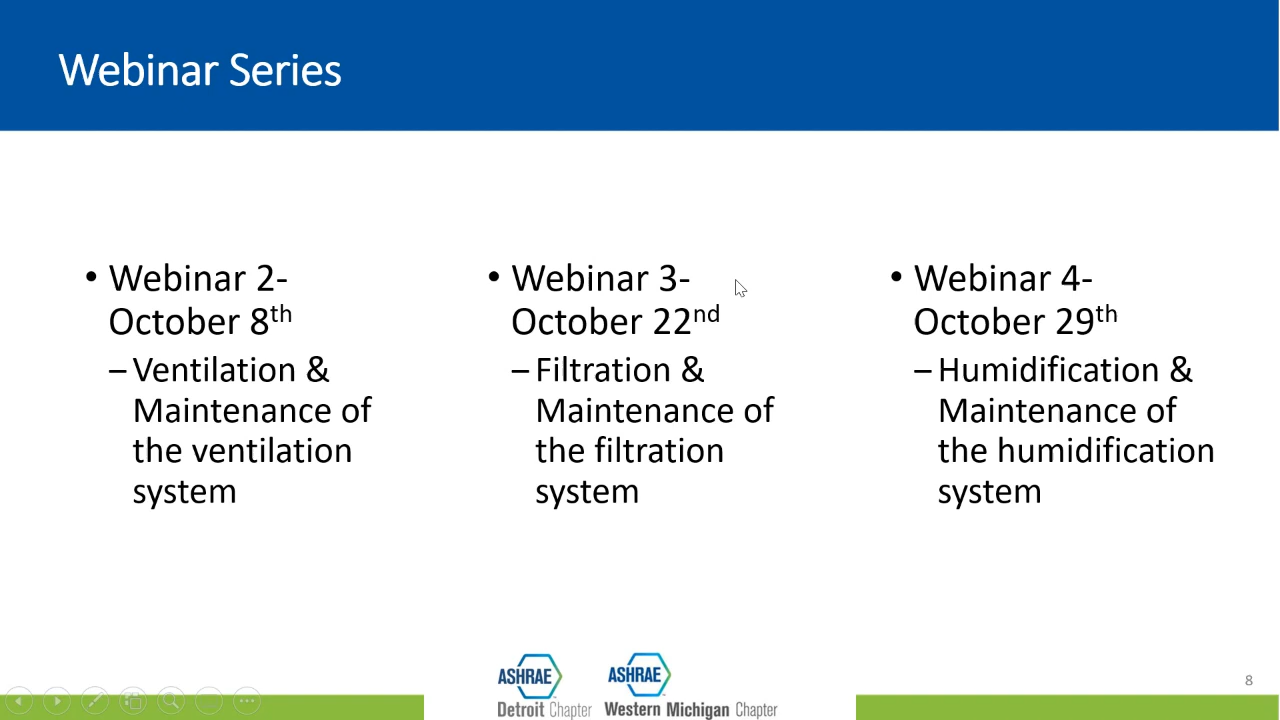 Webinar Series
• Webinar 2-
October 8th
– Ventilation &
Maintenance of
the ventilation
system
• Webinar 3-
October 22nd
– Filtration &
Maintenance of
the filtration
system
• Webinar 4-
October 29th
– Humidification &
Maintenance of
the humidification
system
ASHRAE
Detroit Chapter
ASHRAE
Western Michigan Chapter
8